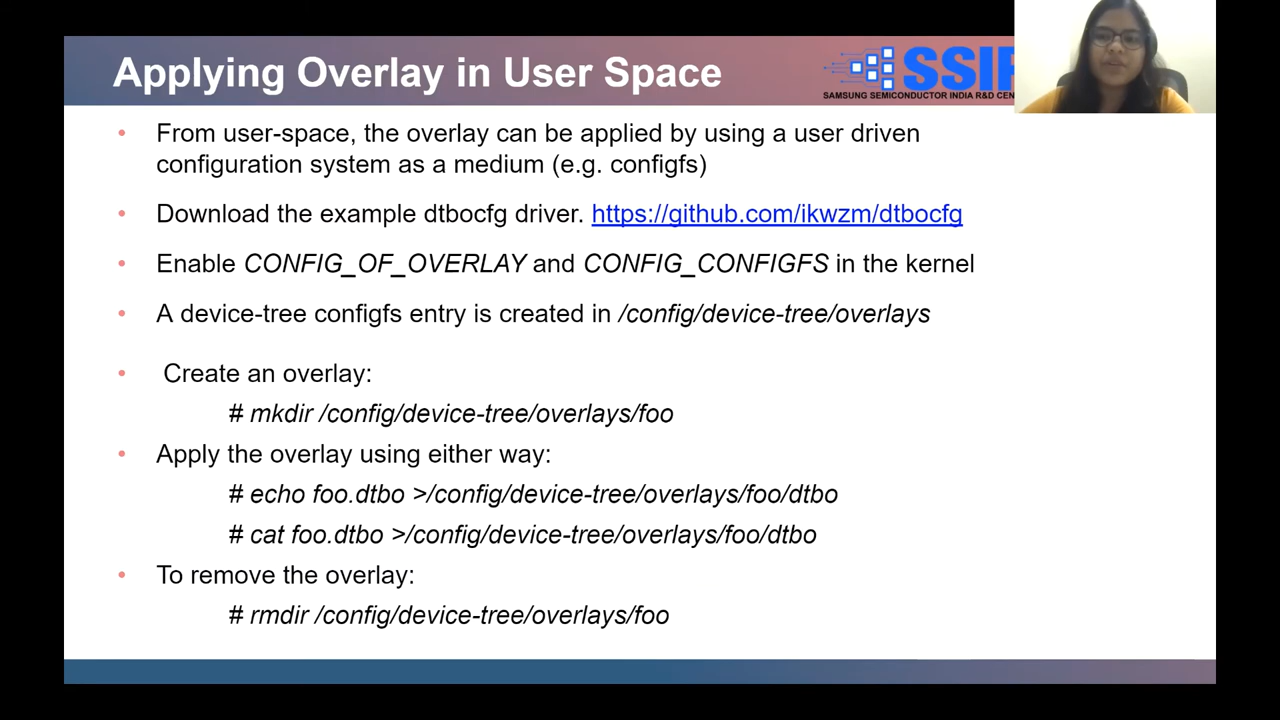 Applying Overlay in User Space
SSI
SAMSUNG SEMICONDUCTOR INDIA R&D CEN
• From user-space, the overlay can be applied by using a user driven
configuration system as a medium (e.g. configfs)
• Download the example dtbocfg driver. https://github.com/ikwzm/dtbocfg
• Enable CONFIG_OF_OVERLAY and CONFIG_CONFIGFS in the kernel
• A device-tree configfs entry is created in /config/device-tree/overlays
• Create an overlay:
# mkdir /config/device-tree/overlays/foo
• Apply the overlay using either way:
# echo foo.dtbo >/config/device-tree/overlays/foo/dtbo
# cat foo.dtbo >/config/device-tree/overlays/foo/dtbo
• To remove the overlay:
# rmdir /config/device-tree/overlays/foo